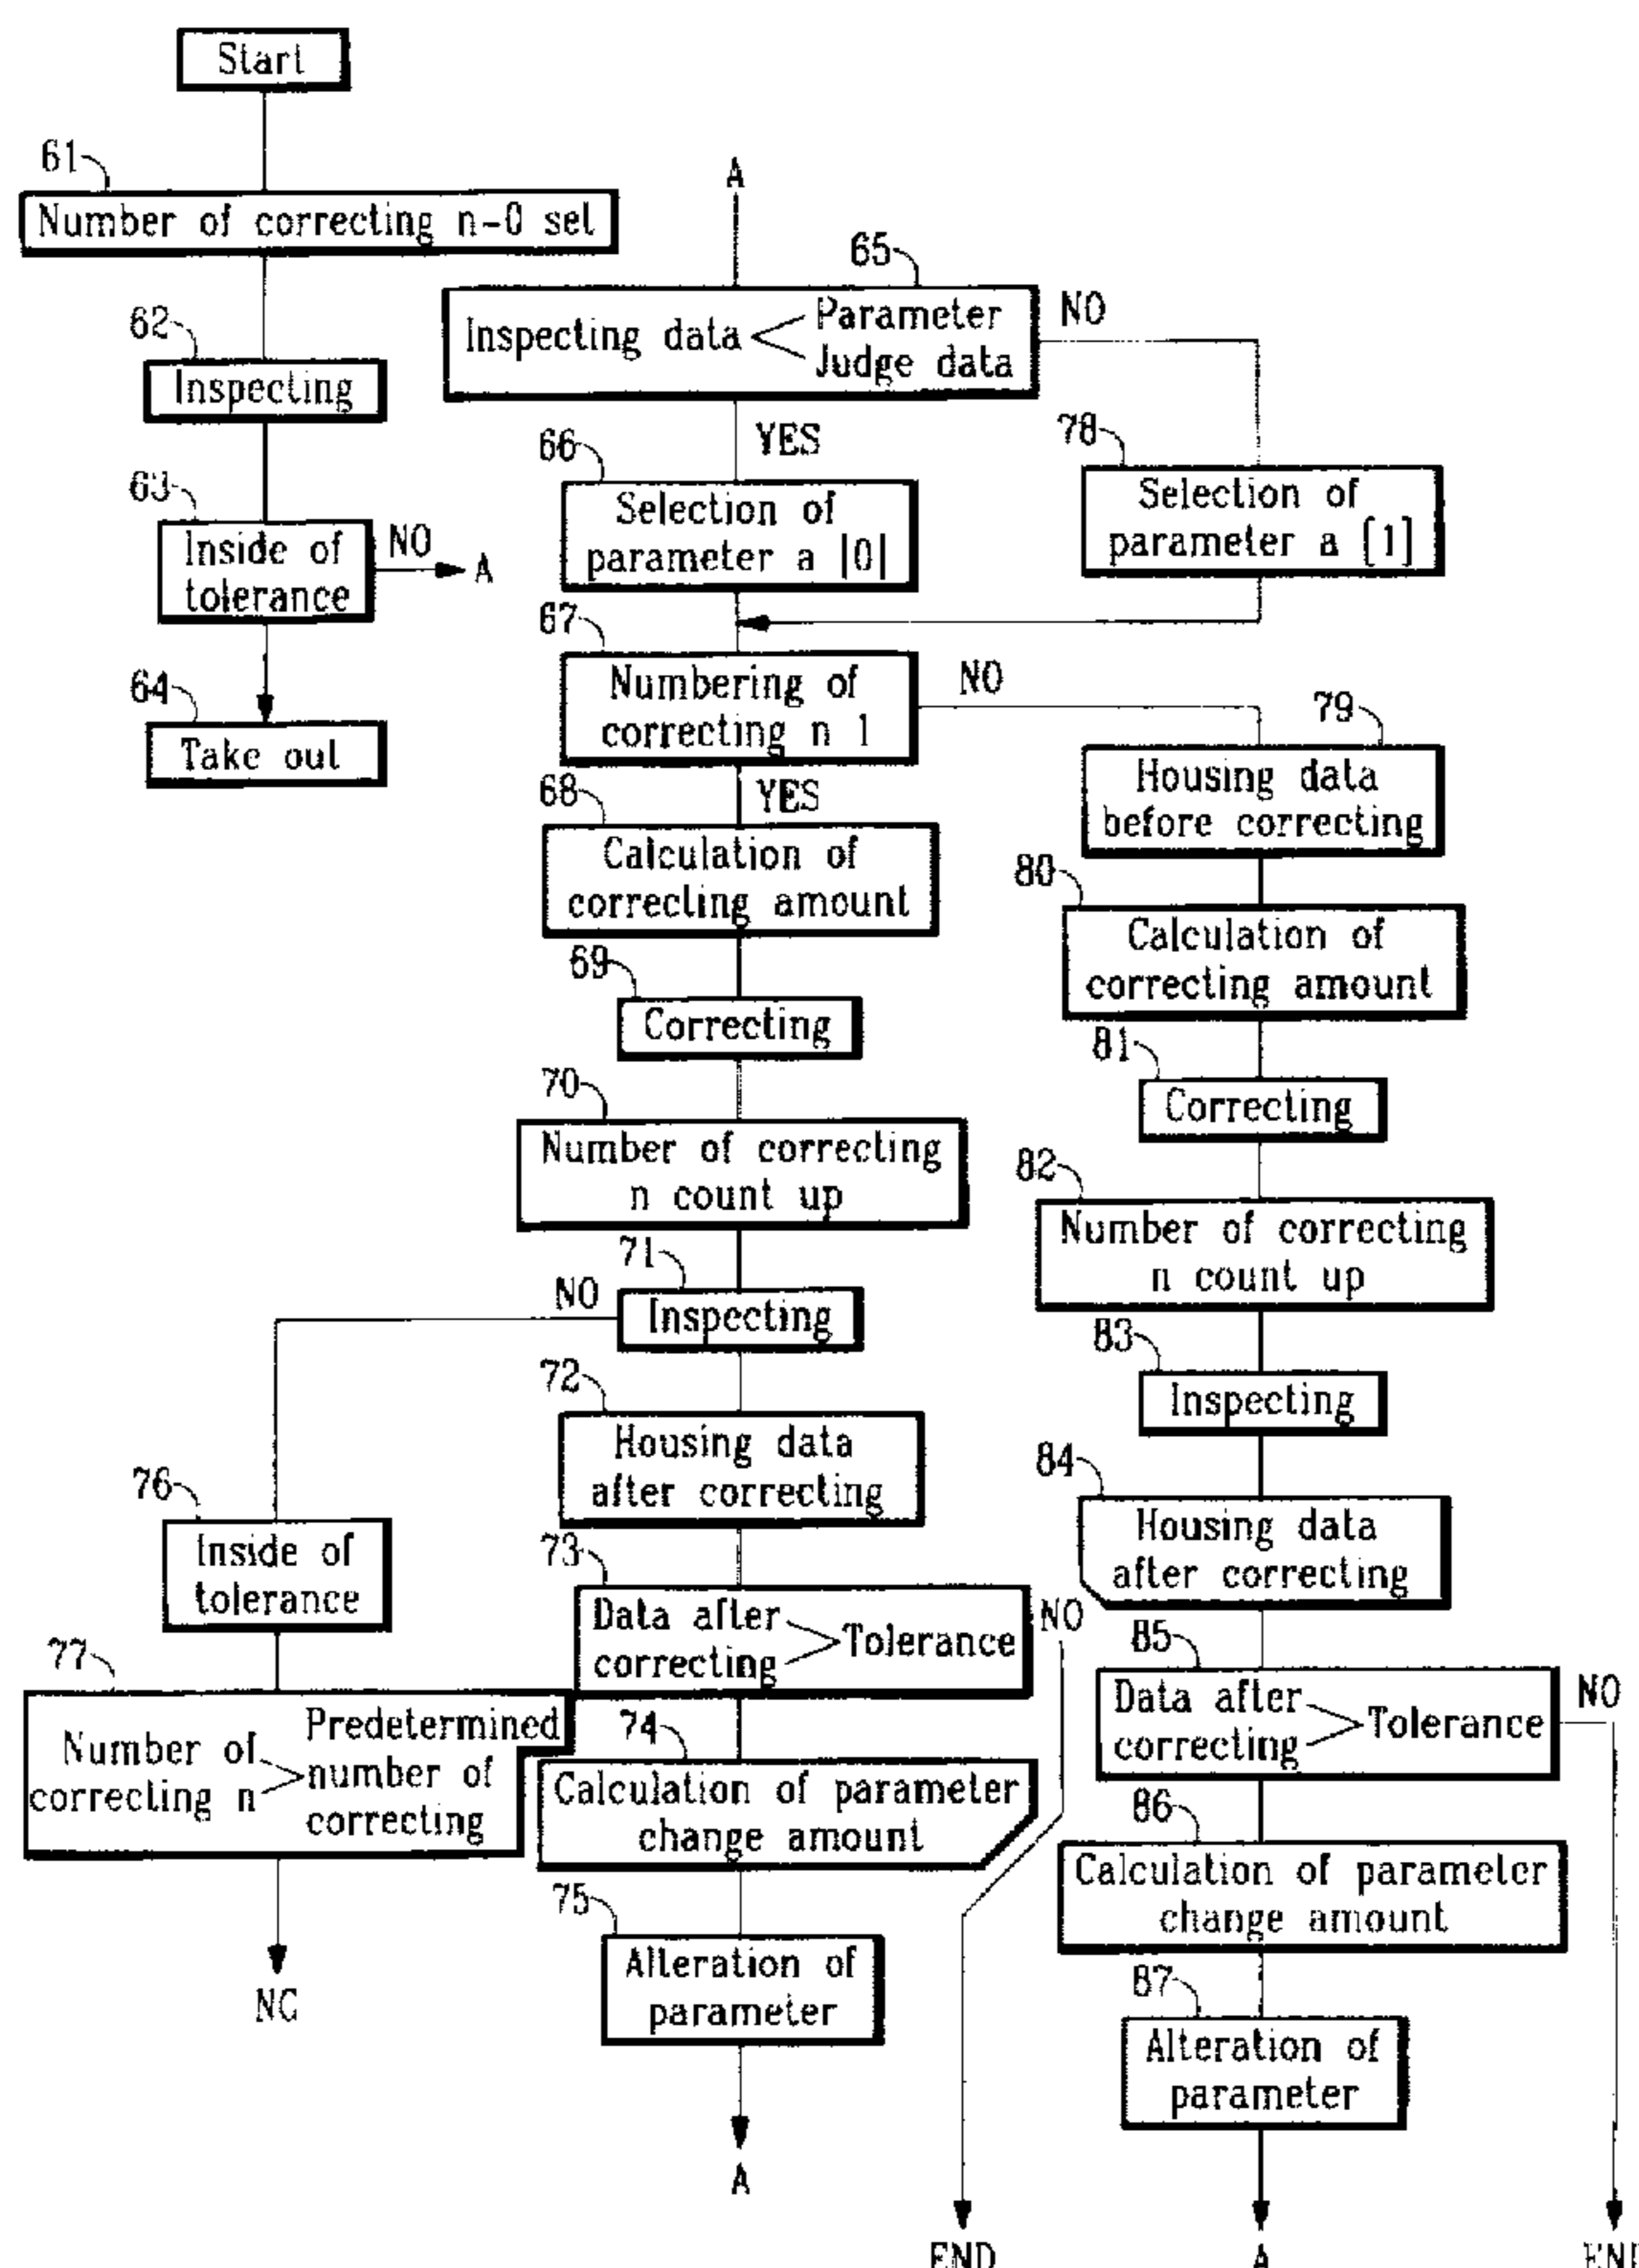 Start
61
Number of correcting n-0 set
62
Inspecting
63
Inside of
tolerance
NO
A
64
Take out
A
65
Inspecting data < Parameter
Judge data
NO
YES
66
Selection of
parameter a |0|
78
Selection of
parameter a [1]
67
Numbering of
correcting n 1
NO
YES
68
Calculation of
correcting amount
69
Correcting
70
Number of correcting
n count up
71
Inspecting
NO
72
Housing data
after correcting
73
Data after
correcting > Tolerance
NO
74
Calculation of parameter
change amount
75
Alteration of
parameter
A
END
76
Inside of
tolerance
77
Number of
correcting n > Predetermined
number of
correcting
NG
79
Housing data
before correcting
80
Calculation of
correcting amount
81
Correcting
82
Number of correcting
n count up
83
Inspecting
84
Housing data
after correcting
85
Data after
correcting > Tolerance
NO
86
Calculation of parameter
change amount
87
Alteration of
parameter
A
END